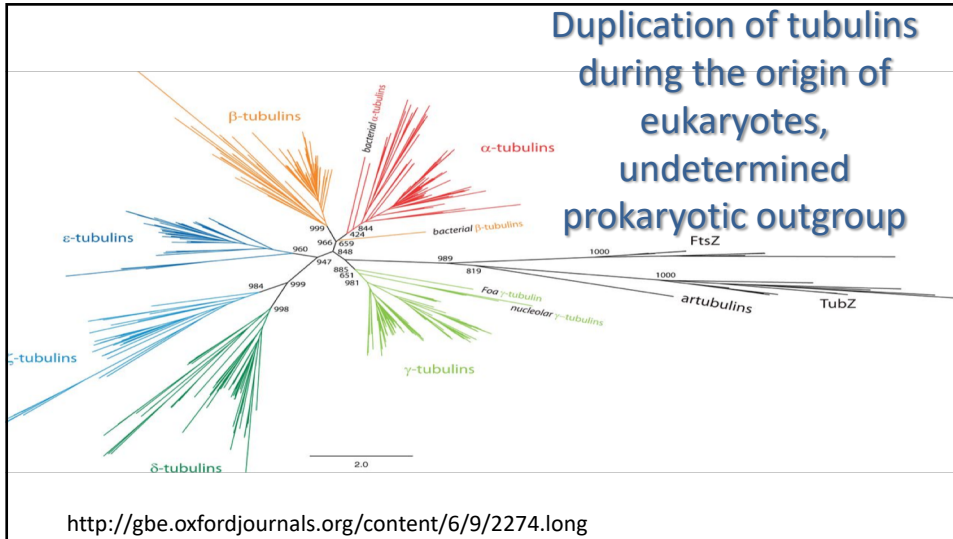 Duplication of tubulins
during the origin of
eukaryotes,
undetermined
prokaryotic outgroup
β-tubulins
bacterial α-tubulins
α-tubulins
999
844
424
966
659
bacterial β-tubulins
ε-tubulins
960
848
947
FtsZ
1000
989
819
1000
885
651
981
984
999
Foa γ-tubulin
artubulins
TubZ
nucleolar γ-tubulins
998
ζ-tubulins
γ-tubulins
2.0
δ-tubulins
http://gbe.oxfordjournals.org/content/6/9/2274.long